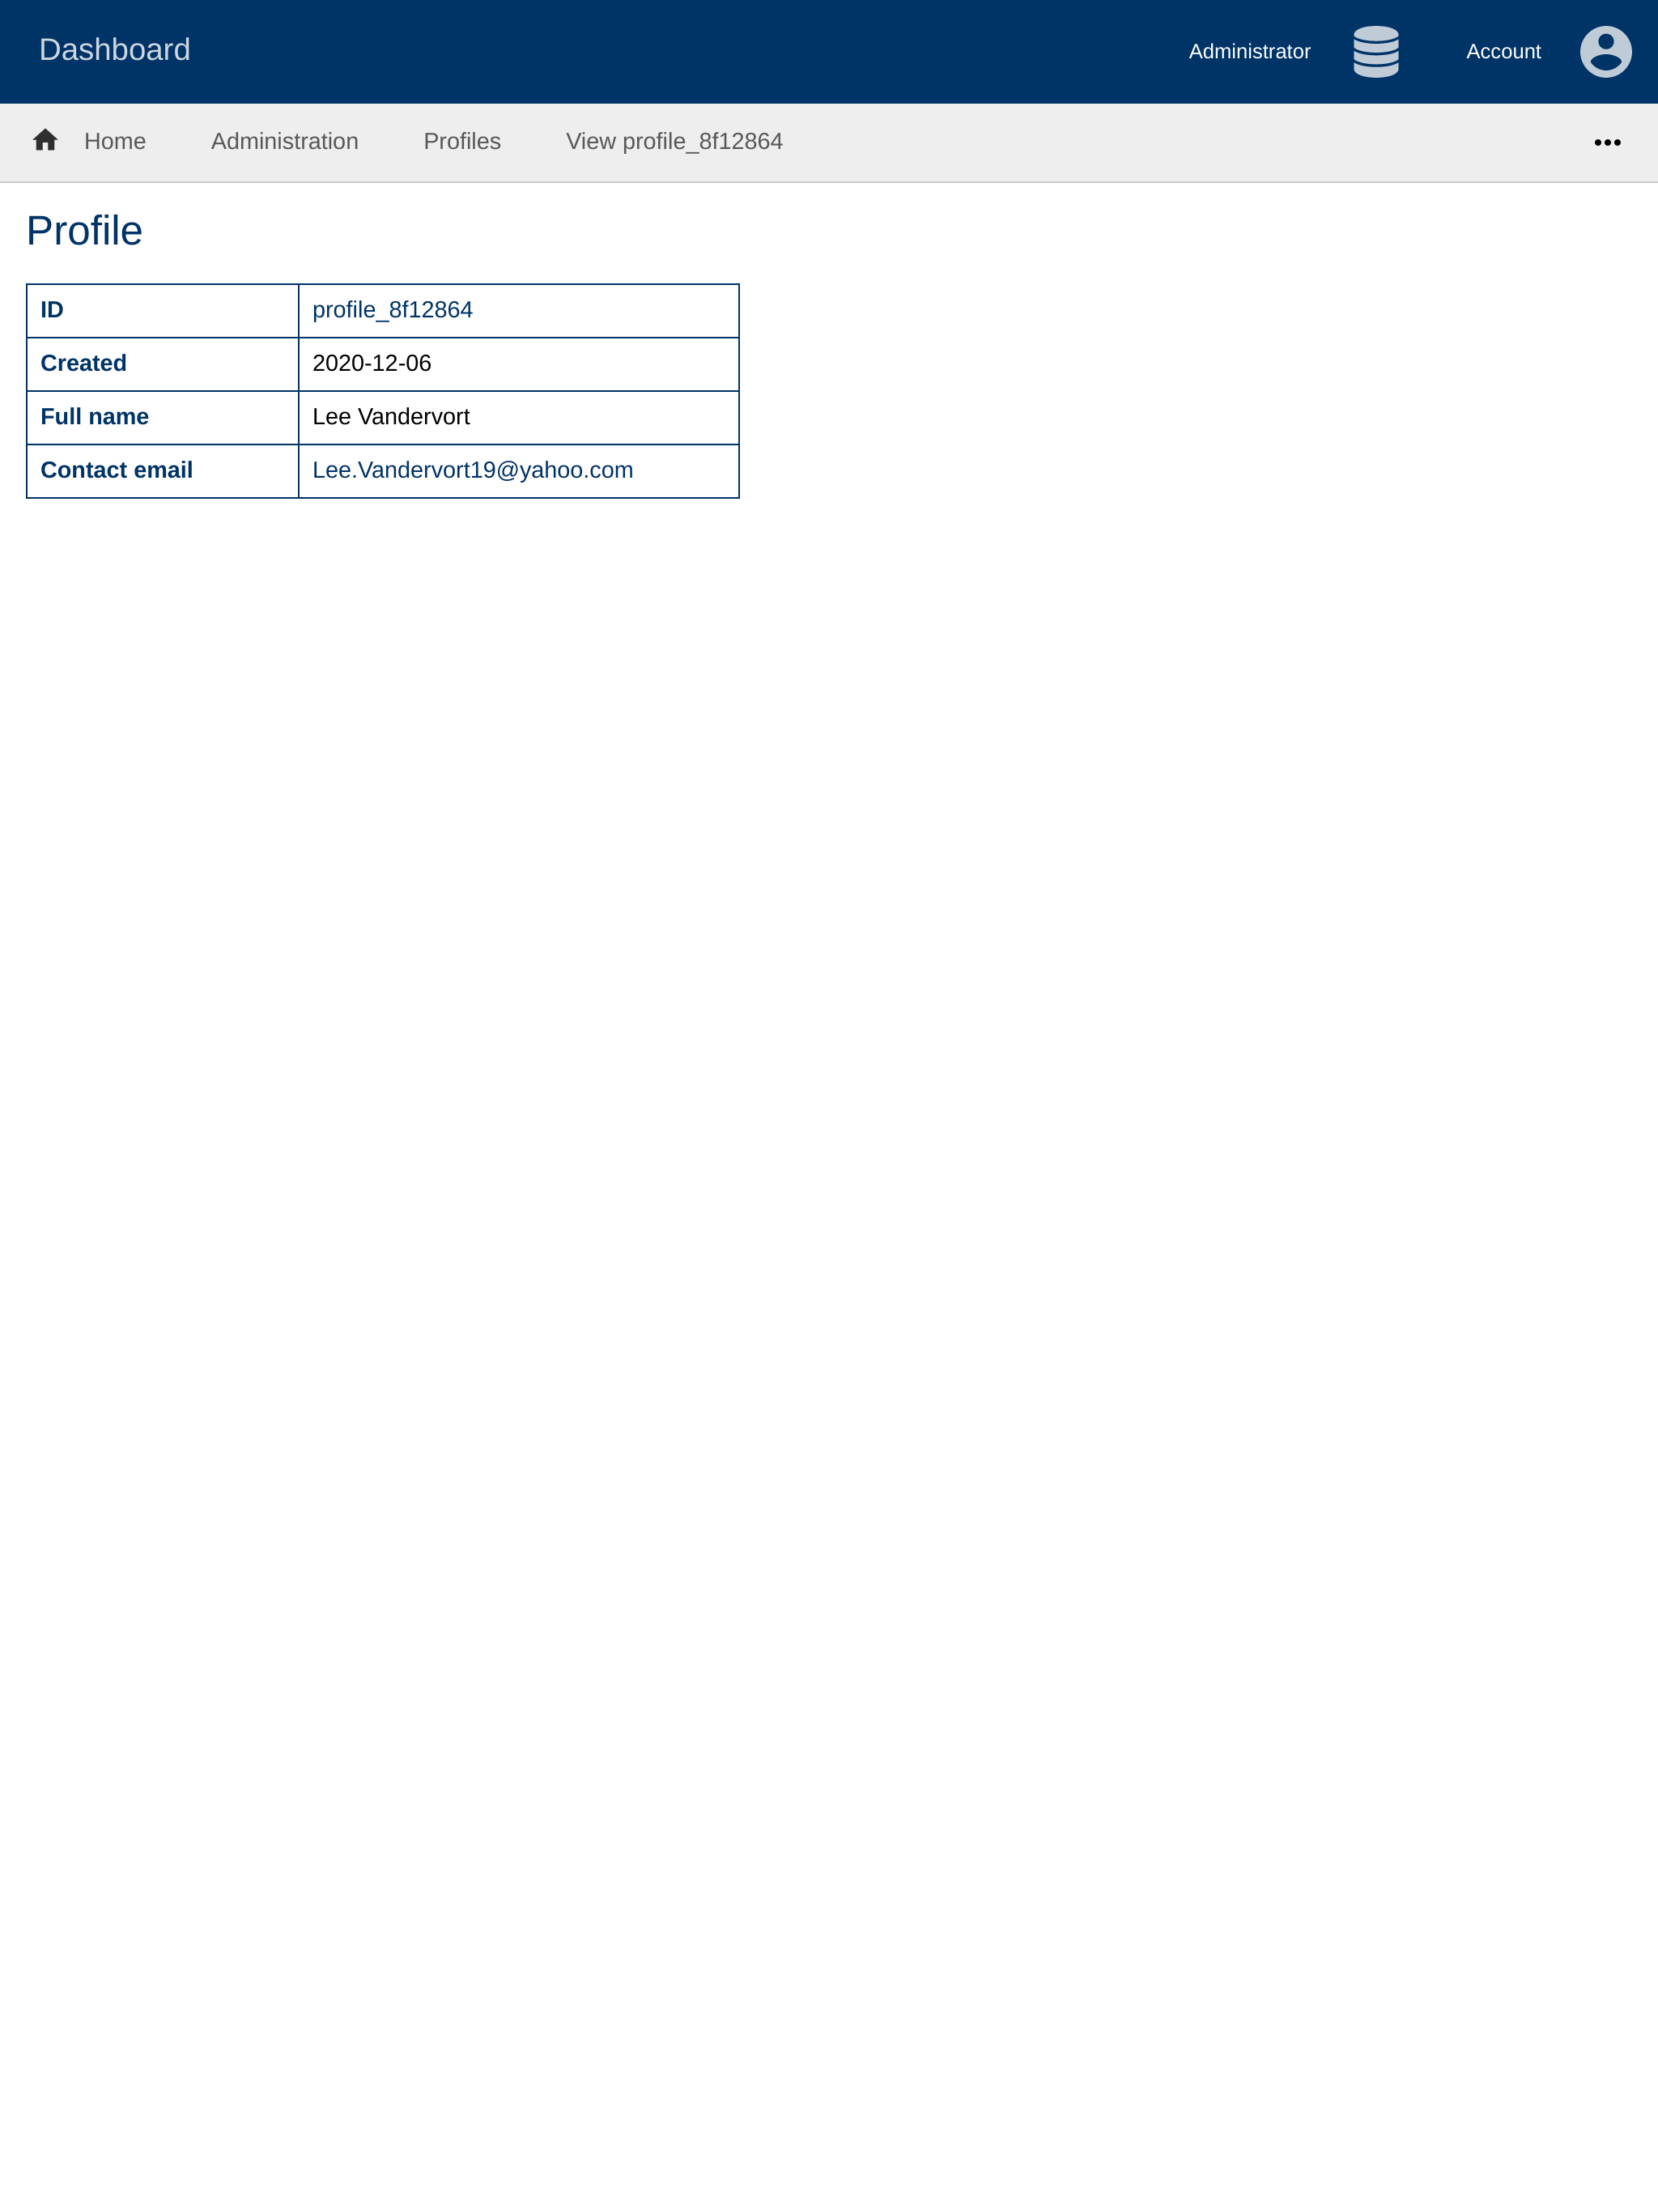 Dashboard Administrator Account
Home Administration Profiles View profile_8f12864 •••
Profile
ID profile_8f12864
Created 2020-12-06
Full name Lee Vandervort
Contact email Lee.Vandervort19@yahoo.com